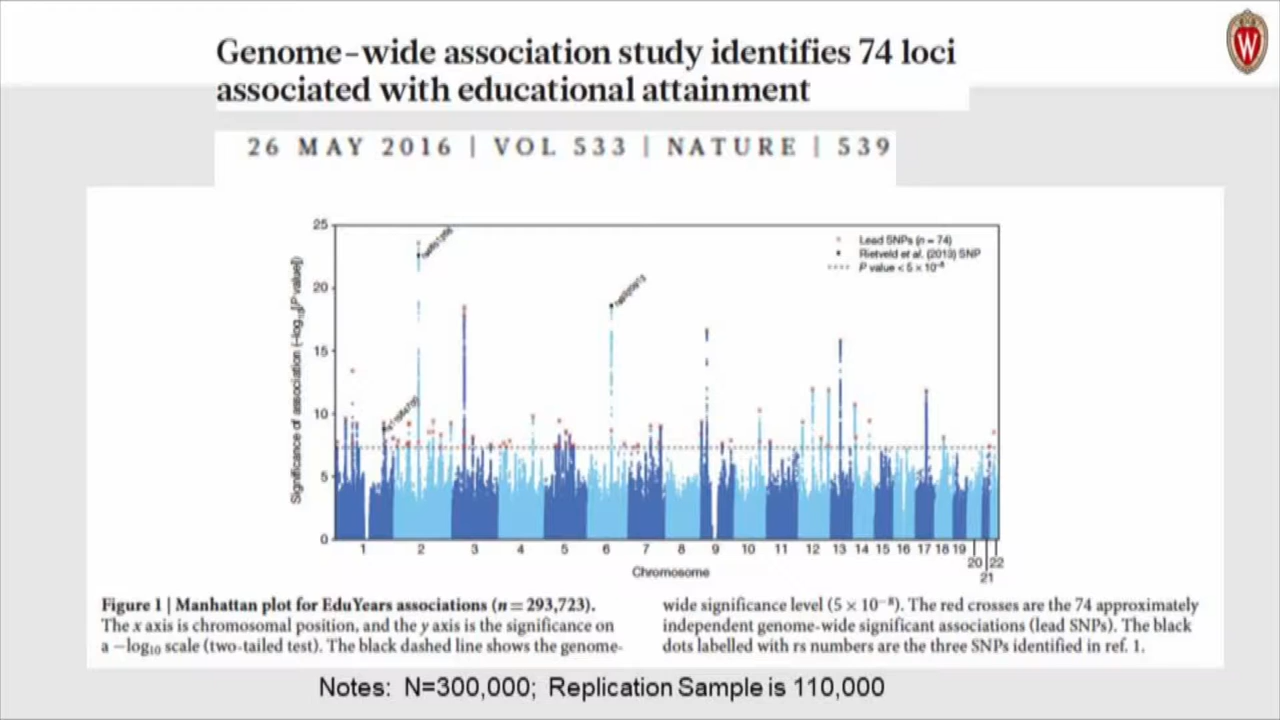 Genome-wide association study identifies 74 loci
associated with educational attainment
W
26 MAY 2016 | VOL 533 | NATURE | 539
25
20
15
10
5
0
Significance of association (–log10[P value])
Lead SNPs (n = 74)
Rietveld et al. (2013) SNP
P value < 5 × 10⁻⁸
1 2 3 4 5 6 7 8 9 10 11 12 13 14 15 16 17 18 19
20 22
21
Chromosome
Figure 1 | Manhattan plot for EduYears associations (n = 293,723).
The x axis is chromosomal position, and the y axis is the significance on
a −log10 scale (two-tailed test). The black dashed line shows the genome-
wide significance level (5 × 10⁻⁸). The red crosses are the 74 approximately
independent genome-wide significant associations (lead SNPs). The black
dots labelled with rs numbers are the three SNPs identified in ref. 1.
Notes: N=300,000; Replication Sample is 110,000